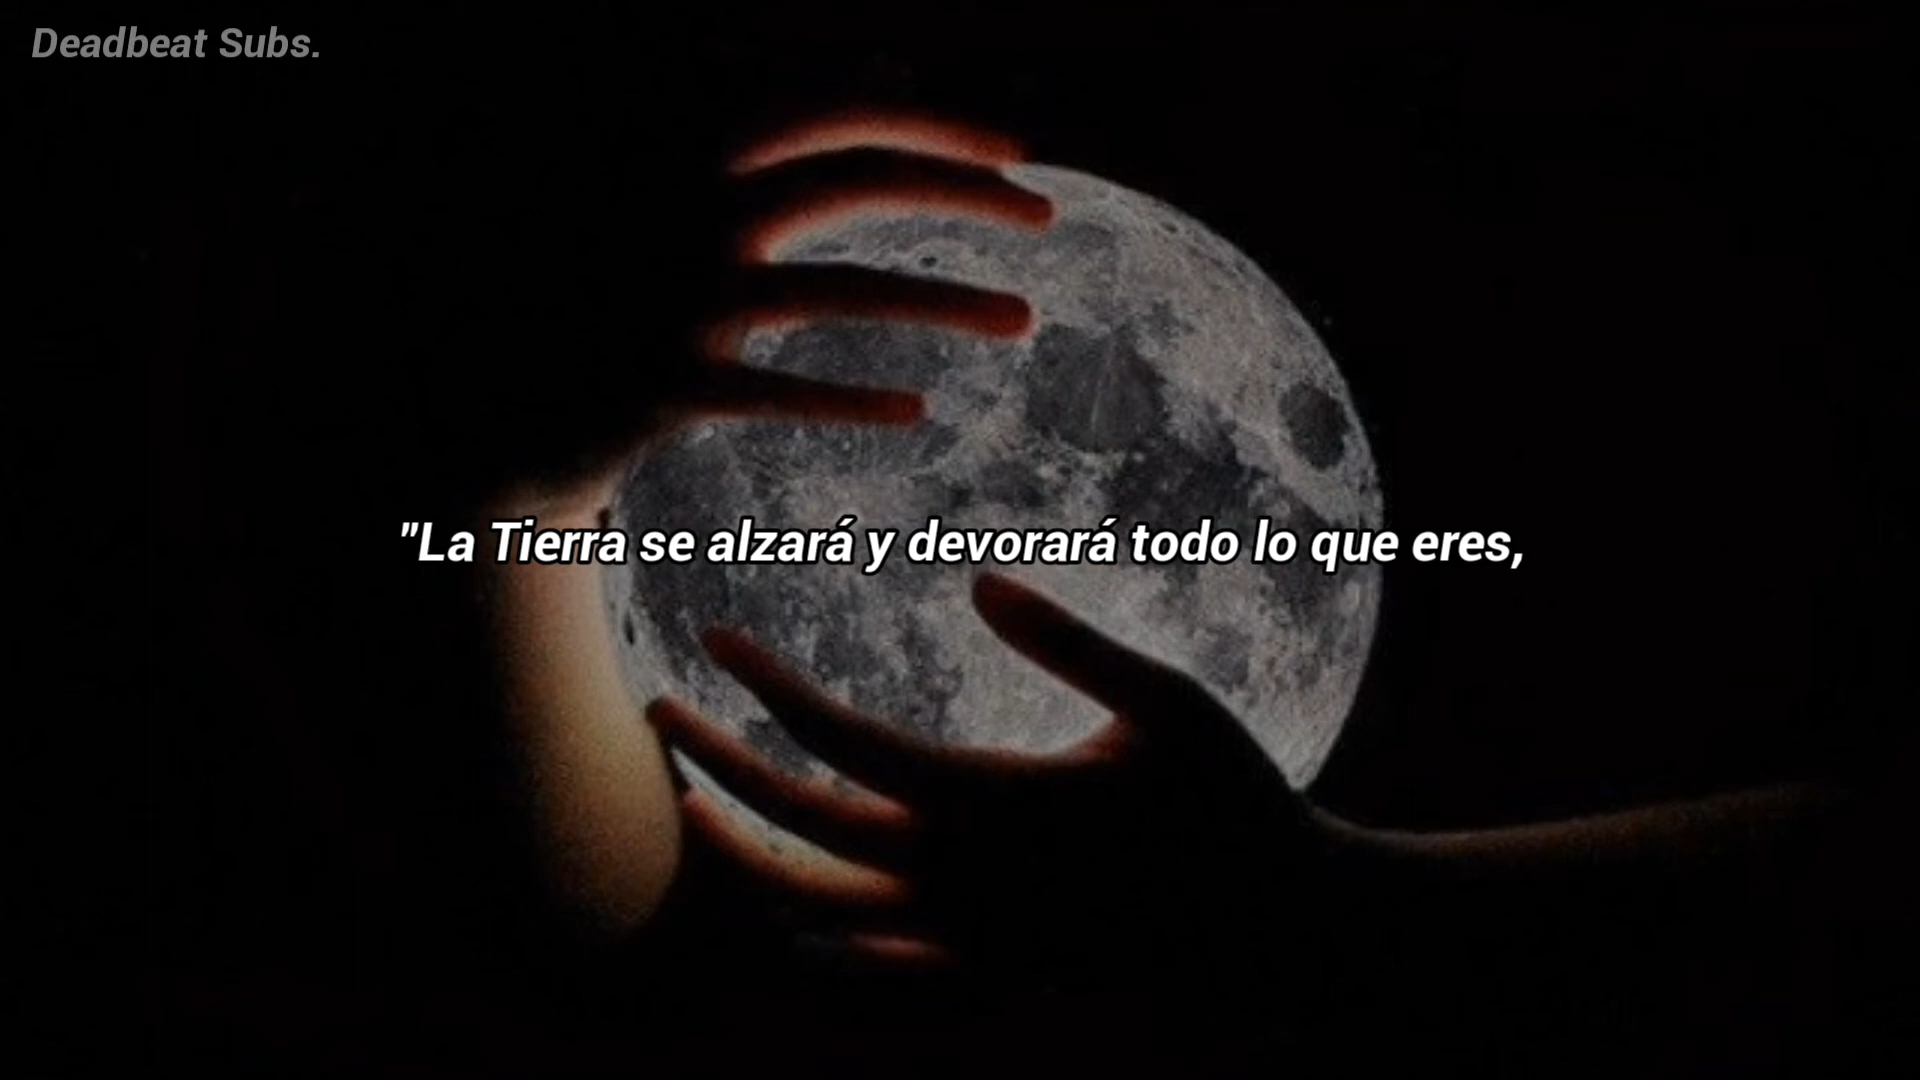 Deadbeat Subs.
"La Tierra se alzará y devorará todo lo que eres,